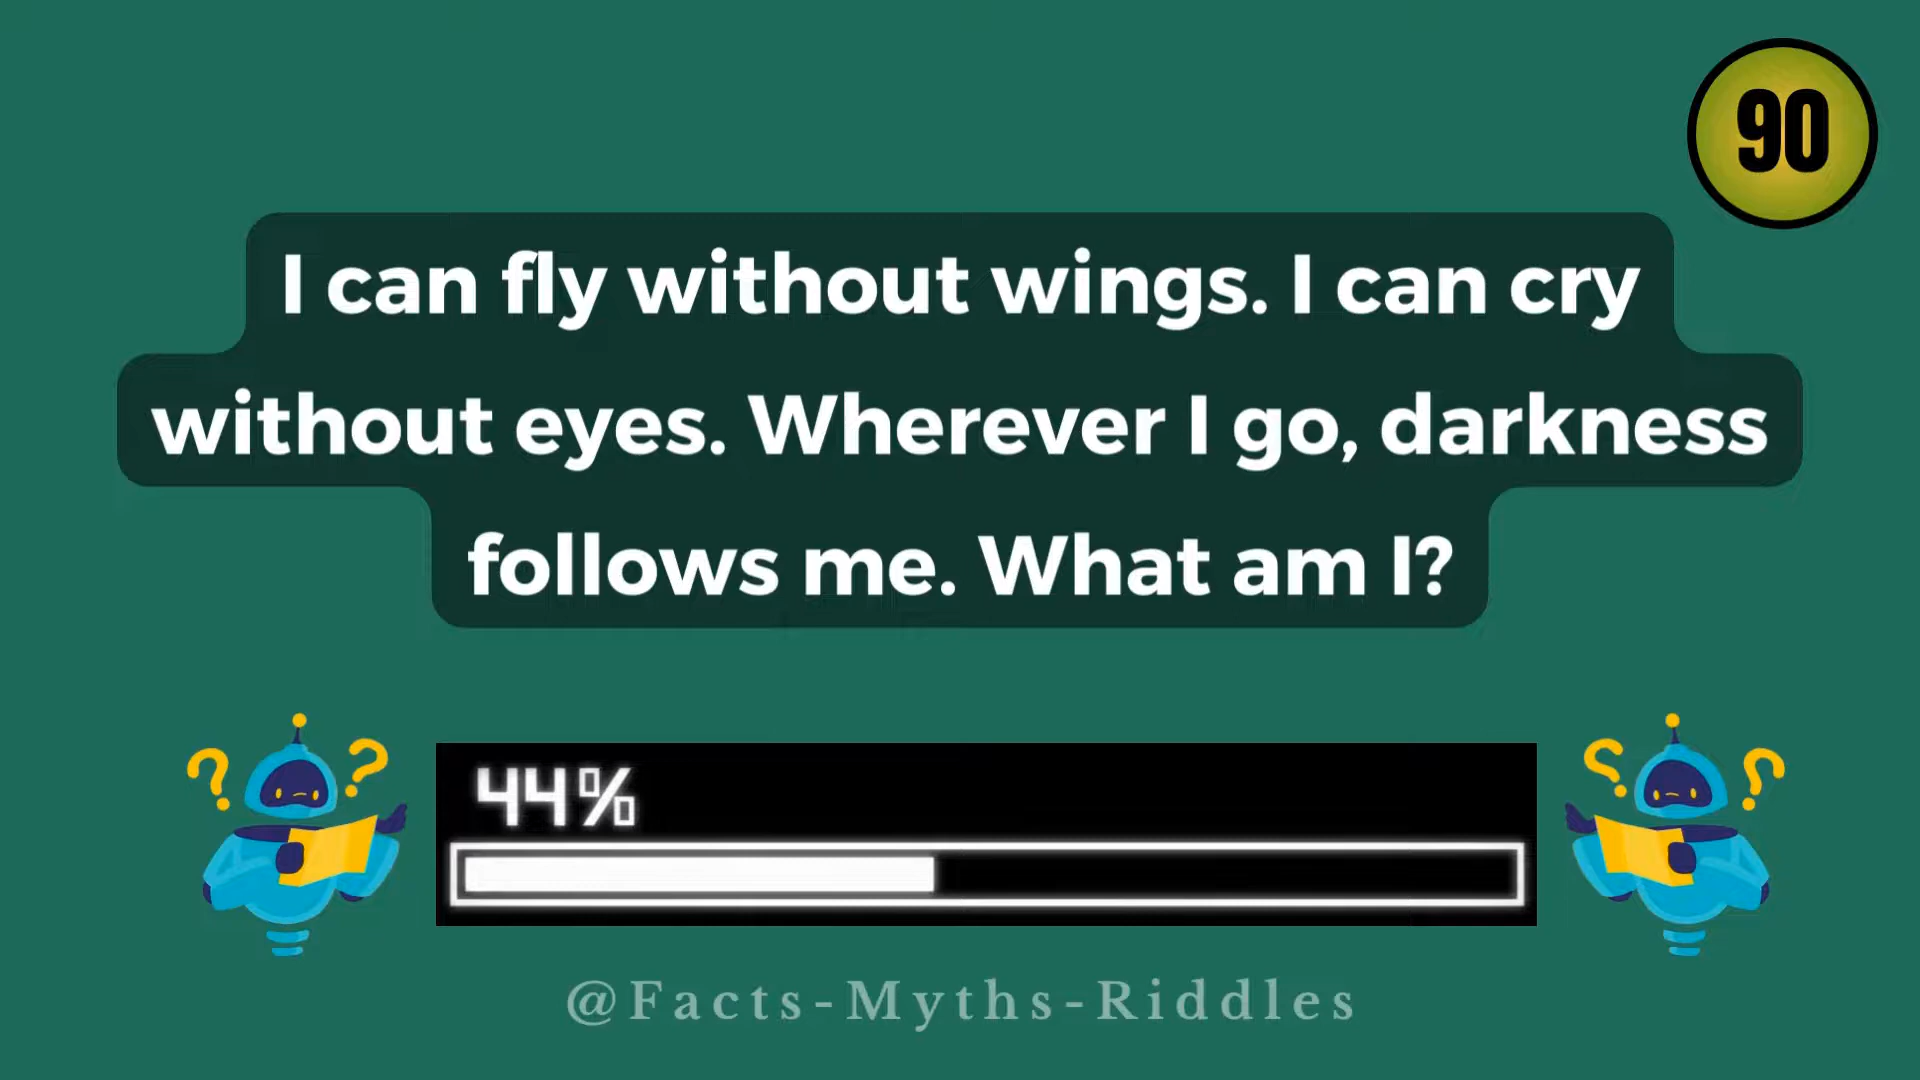 90
I can fly without wings. I can cry
without eyes. Wherever I go, darkness
follows me. What am I?
? ? ? ?
44%
@Facts-Myths-Riddles